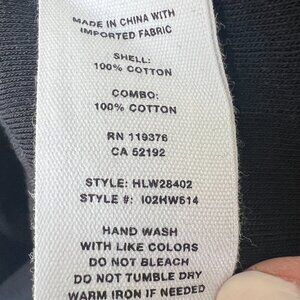 MADE IN CHINA WITH
IMPORTED FABRIC
SHELL:
100% COTTON
COMBO:
100% COTTON
RN 119376
CA 52192
STYLE: HLW28402
STYLE #: I02HW614
HAND WASH
WITH LIKE COLORS
DO NOT BLEACH
DO NOT TUMBLE DRY
WARM IRON IF NEEDED